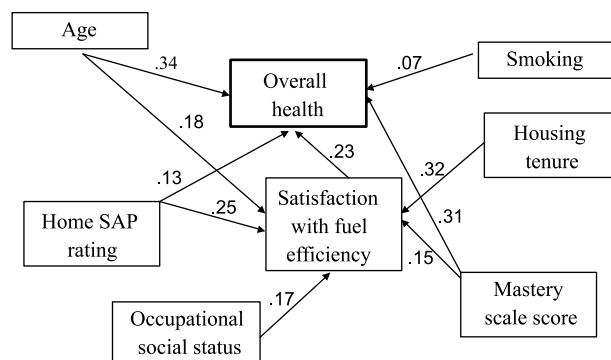 Age
.34
Overall
health
.07
Smoking
.18
.13
.23
Housing
tenure
.32
Home SAP
rating
.25
Satisfaction
with fuel
efficiency
.31
.15
.17
Occupational
social status
Mastery
scale score